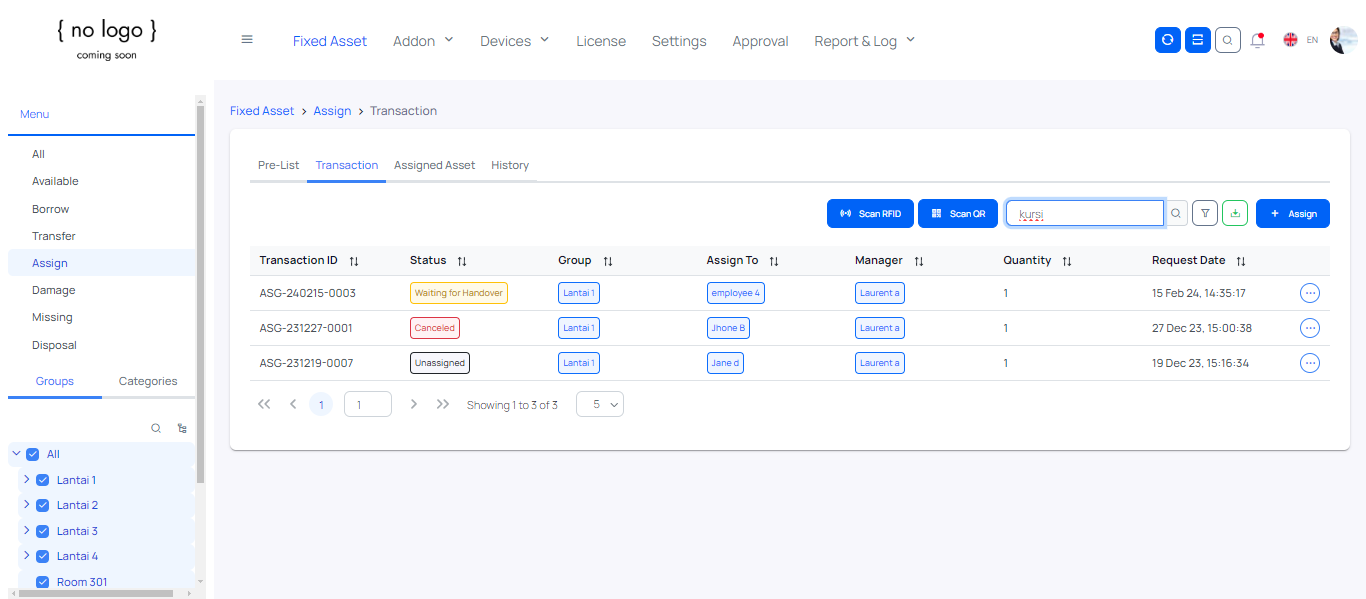 { no logo }
coming soon
Fixed Asset Addon Devices License Settings Approval Report & Log EN
Menu
All
Available
Borrow
Transfer
Assign
Damage
Missing
Disposal
Groups Categories
All
Lantai 1
Lantai 2
Lantai 3
Lantai 4
Room 301
Fixed Asset > Assign > Transaction
Pre-List Transaction Assigned Asset History
Scan RFID Scan QR kursi + Assign
Transaction ID Status Group Assign To Manager Quantity Request Date
ASG-240215-0003 Waiting for Handover Lantai 1 employee 4 Laurent a 1 15 Feb 24, 14:35:17
ASG-231227-0001 Canceled Lantai 1 Jhone B Laurent a 1 27 Dec 23, 15:00:38
ASG-231219-0007 Unassigned Lantai 1 Jane d Laurent a 1 19 Dec 23, 15:16:34
1 1 Showing 1 to 3 of 3 5